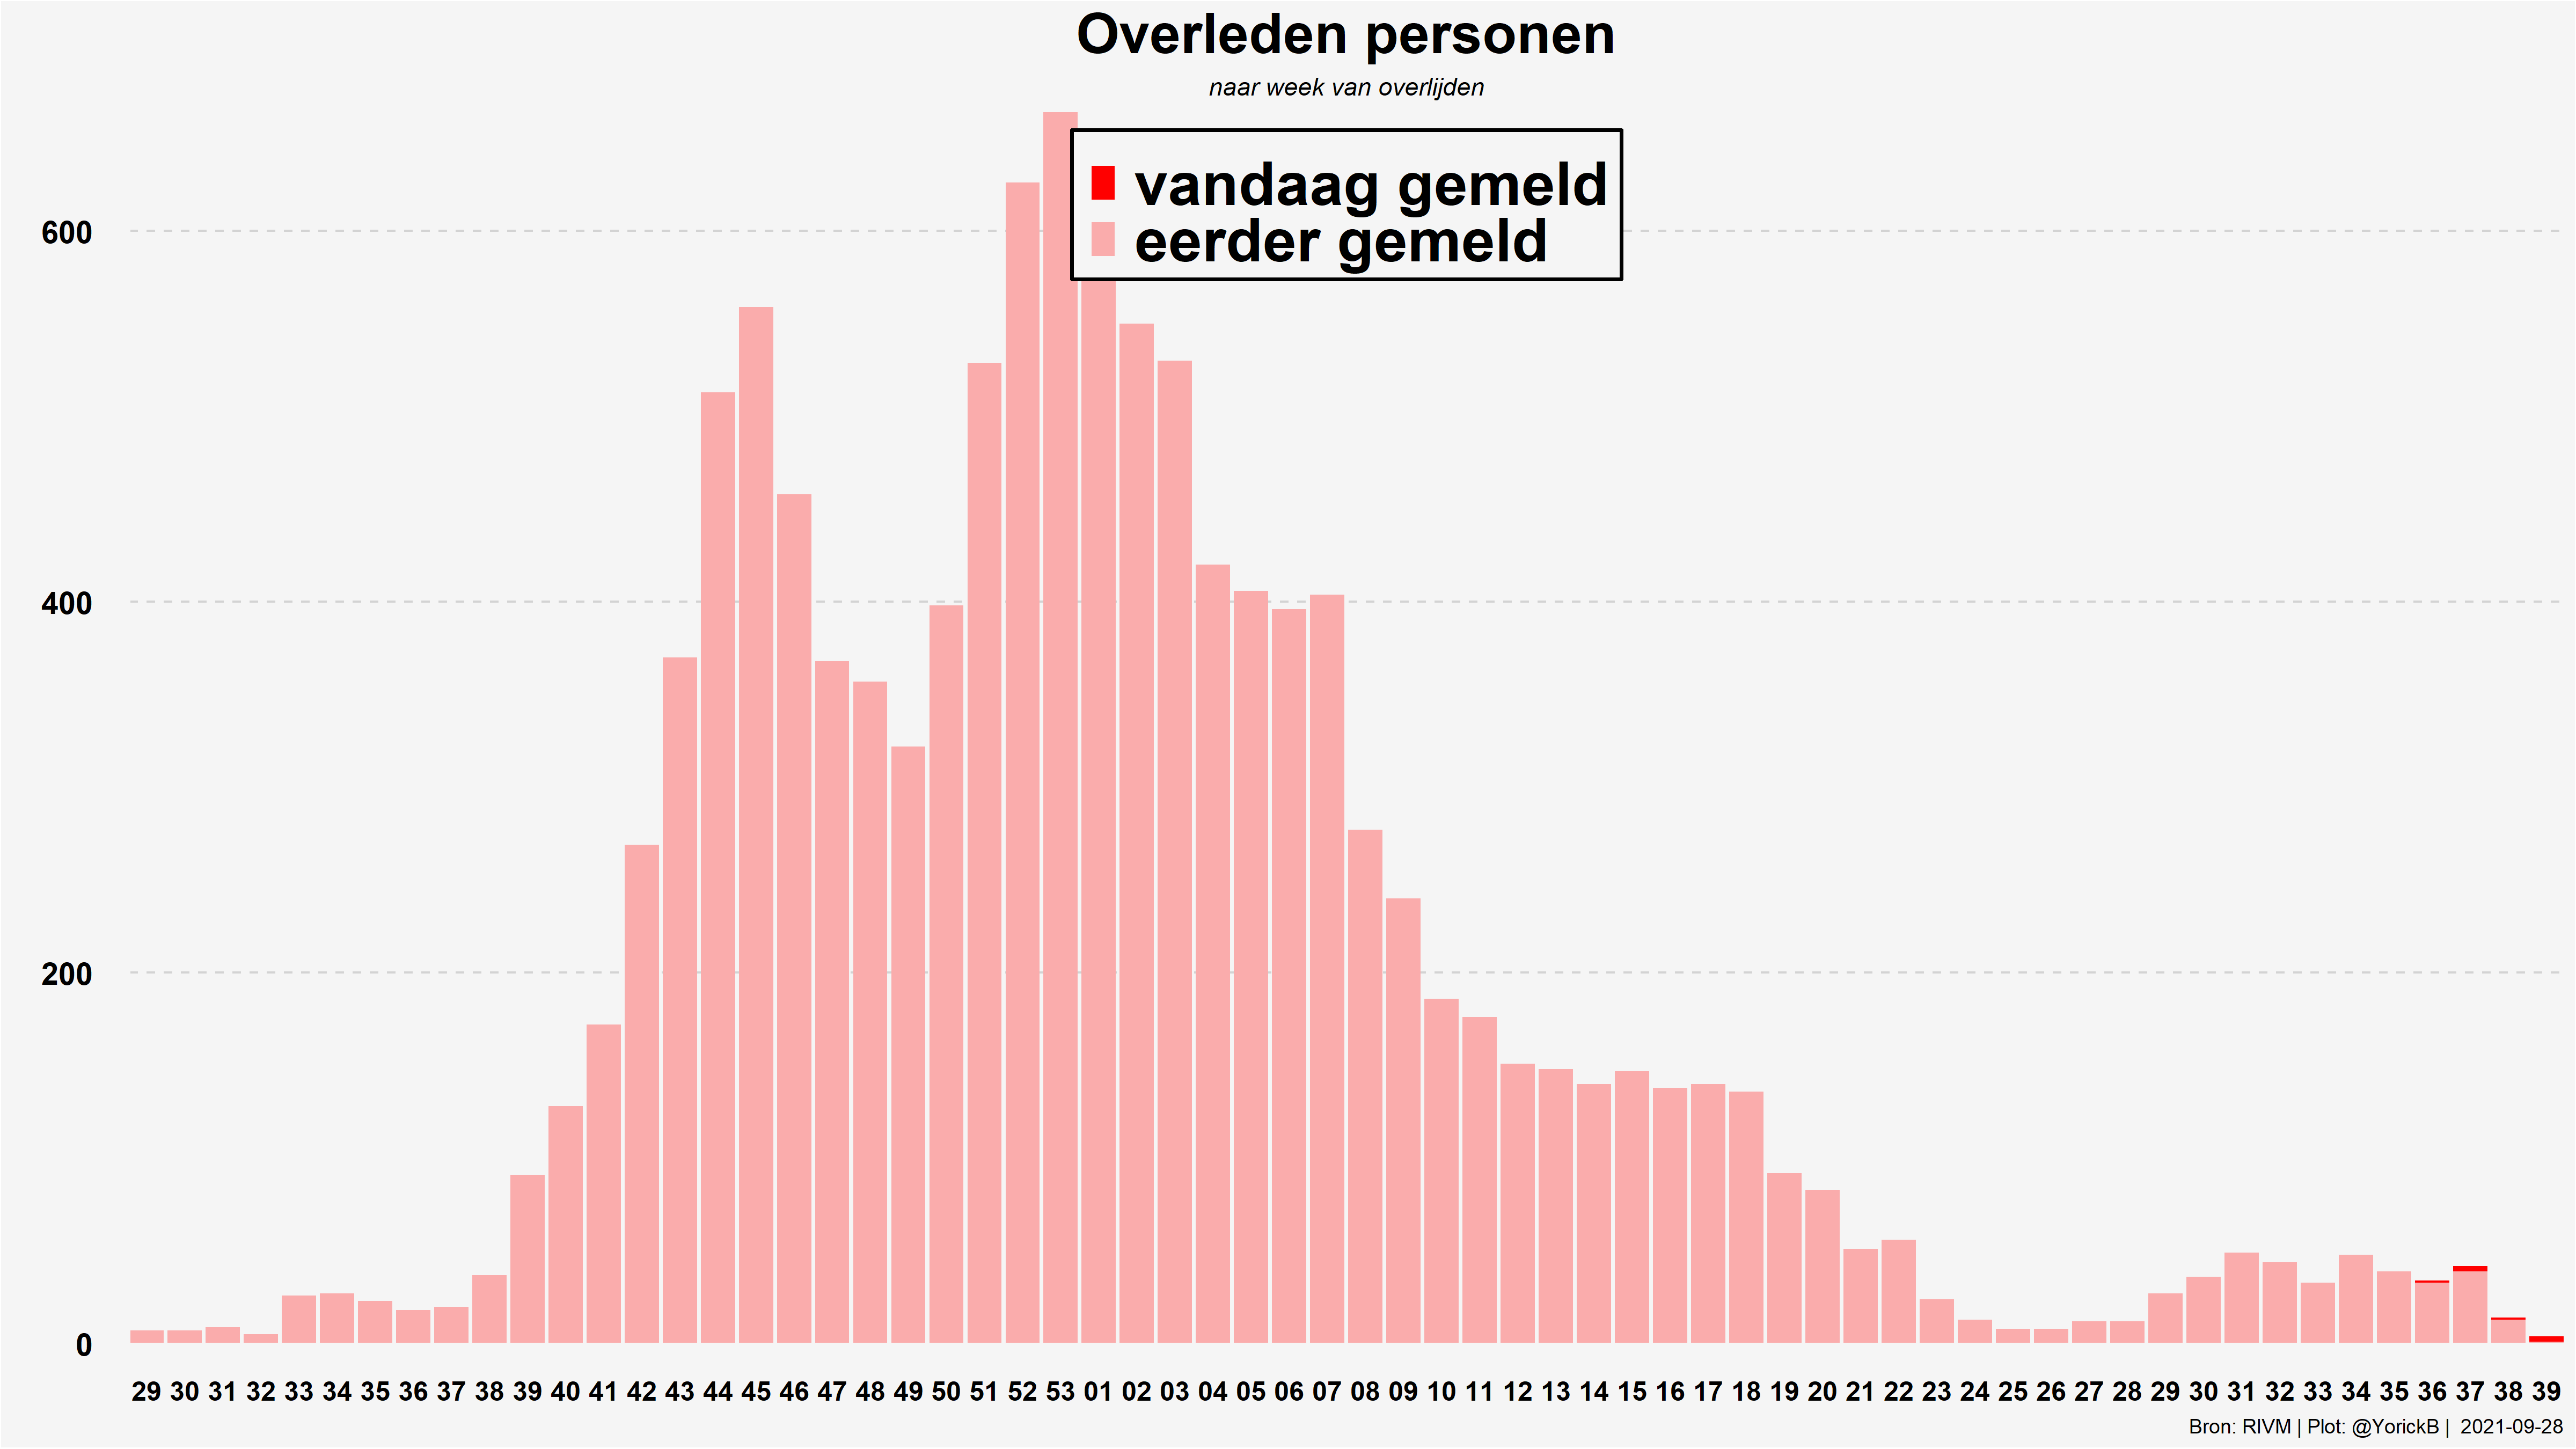 Overleden personen
naar week van overlijden
vandaag gemeld
eerder gemeld
600
400
200
0
29 30 31 32 33 34 35 36 37 38 39 40 41 42 43 44 45 46 47 48 49 50 51 52 53 01 02 03 04 05 06 07 08 09 10 11 12 13 14 15 16 17 18 19 20 21 22 23 24 25 26 27 28 29 30 31 32 33 34 35 36 37 38 39
Bron: RIVM | Plot: @YorickB | 2021-09-28